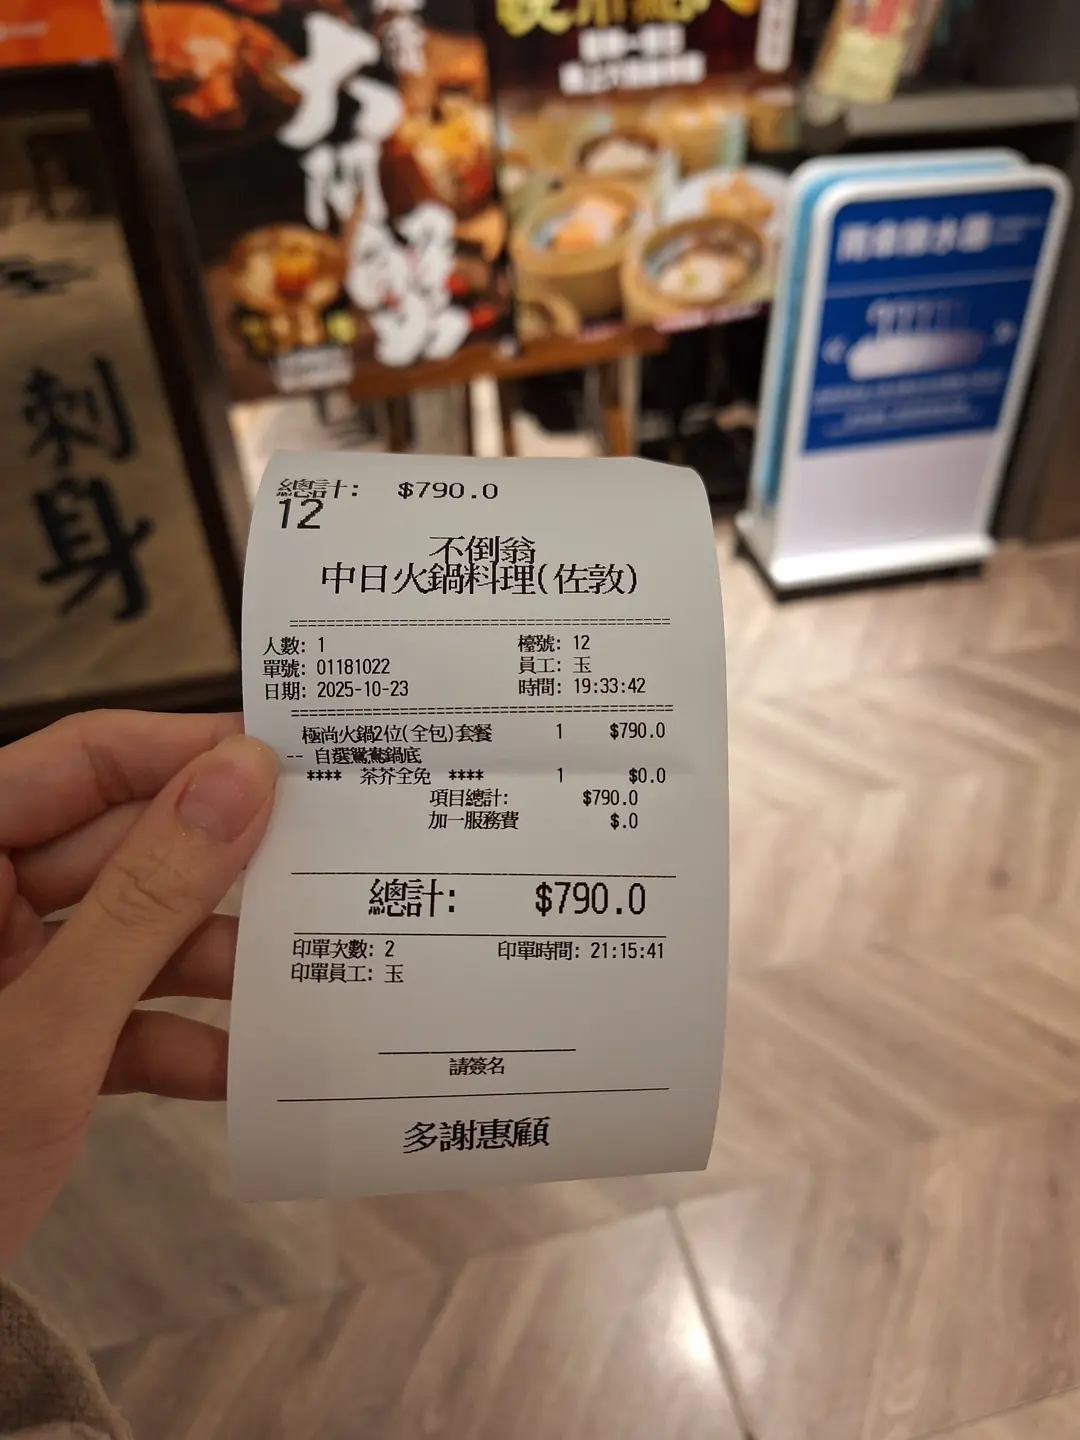 大閘蟹
刺身
總計: $790.0
12
不倒翁
中日火鍋料理(佐敦)
人數: 1 檯號: 12
單號: 01181022 員工: 玉
日期: 2025-10-23 時間: 19:33:42
極尚火鍋2位(全包)套餐 1 $790.0
-- 自選鴛鴦鍋底
**** 茶芥全免 **** 1 $0.0
項目總計: $790.0
加一服務費 $.0
總計: $790.0
印單次數: 2 印單時間: 21:15:41
印單員工: 玉
請簽名
多謝惠顧